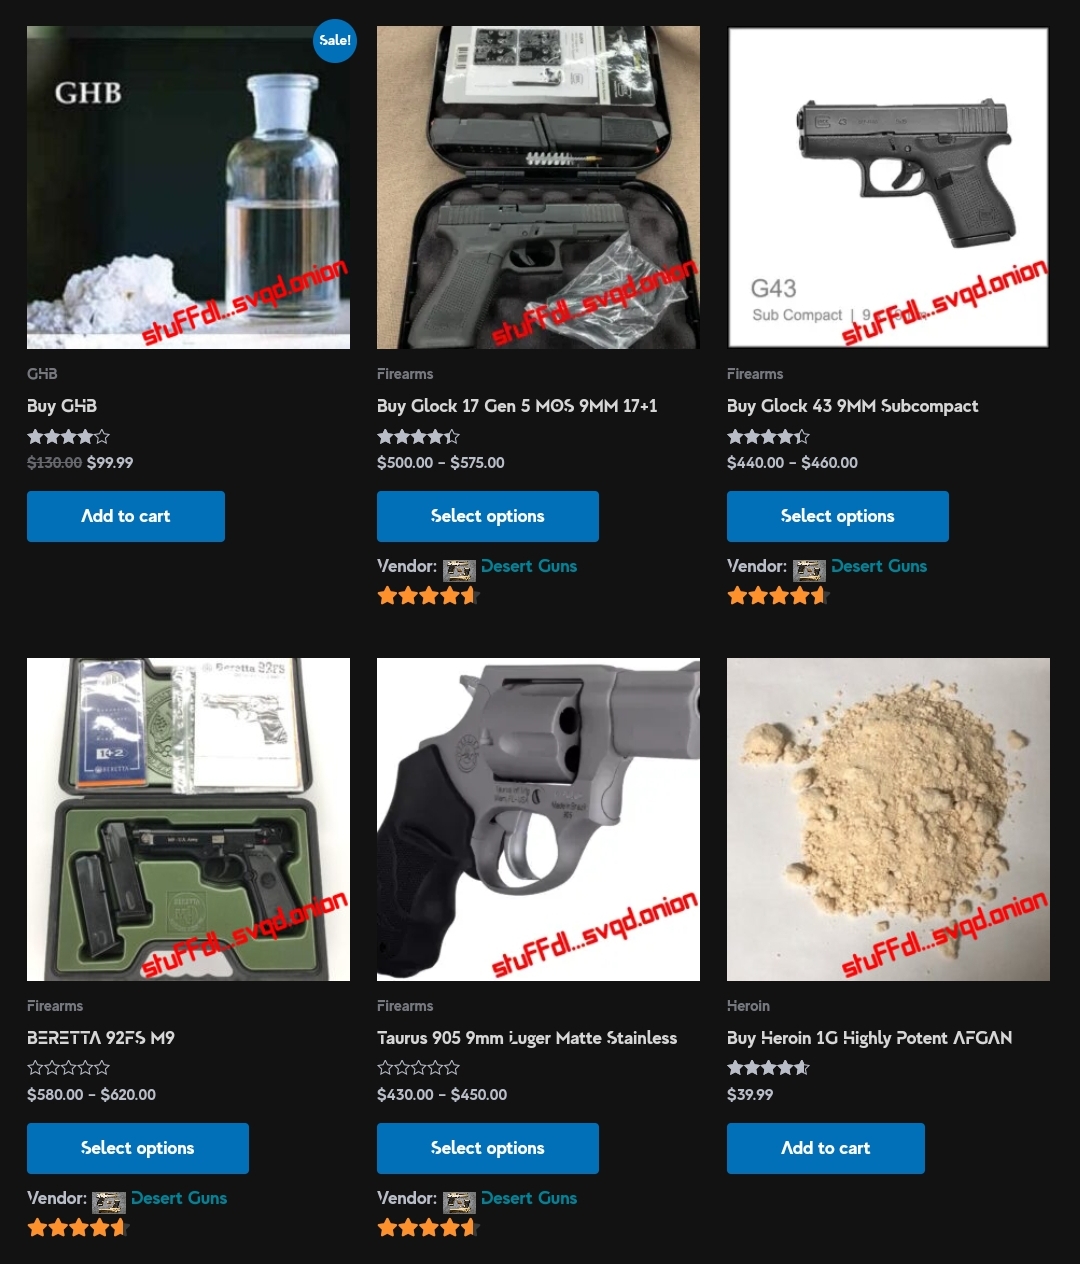 Sale!
GHB
stuFFdl...svqd.onion
stuFFdl...svqd.onion
G43
Sub Compact | 9
stuFFdl...svqd.onion
GHB
Buy GHB
$130.00 $99.99
Add to cart
Firearms
Buy Glock 17 Gen 5 MOS 9MM 17+1
$500.00 – $575.00
Select options
Vendor: Desert Guns
Firearms
Buy Glock 43 9MM Subcompact
$440.00 – $460.00
Select options
Vendor: Desert Guns
Beretta 92FS
1+2
BERETTA
stuFFdl...svqd.onion
stuFFdl...svqd.onion
stuFFdl...svqd.onion
Firearms
BERETTA 92FS M9
$580.00 – $620.00
Select options
Vendor: Desert Guns
Firearms
Taurus 905 9mm Luger Matte Stainless
$430.00 – $450.00
Select options
Vendor: Desert Guns
Heroin
Buy Heroin 1G Highly Potent AFGAN
$39.99
Add to cart